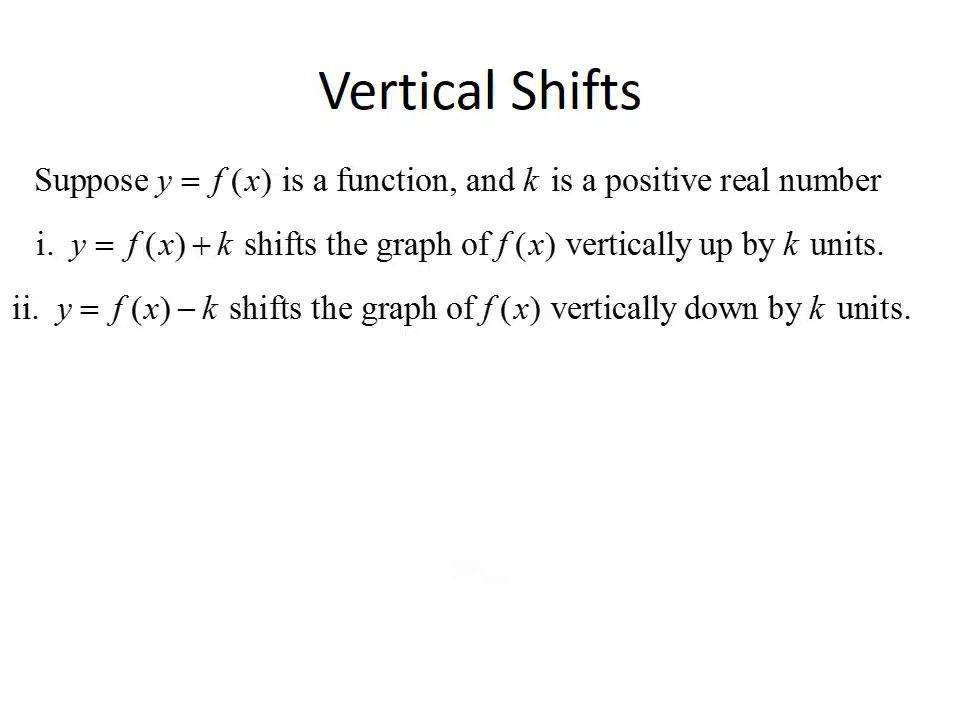 Vertical Shifts
Suppose y = f(x) is a function, and k is a positive real number
i. y = f(x) + k shifts the graph of f(x) vertically up by k units.
ii. y = f(x) − k shifts the graph of f(x) vertically down by k units.